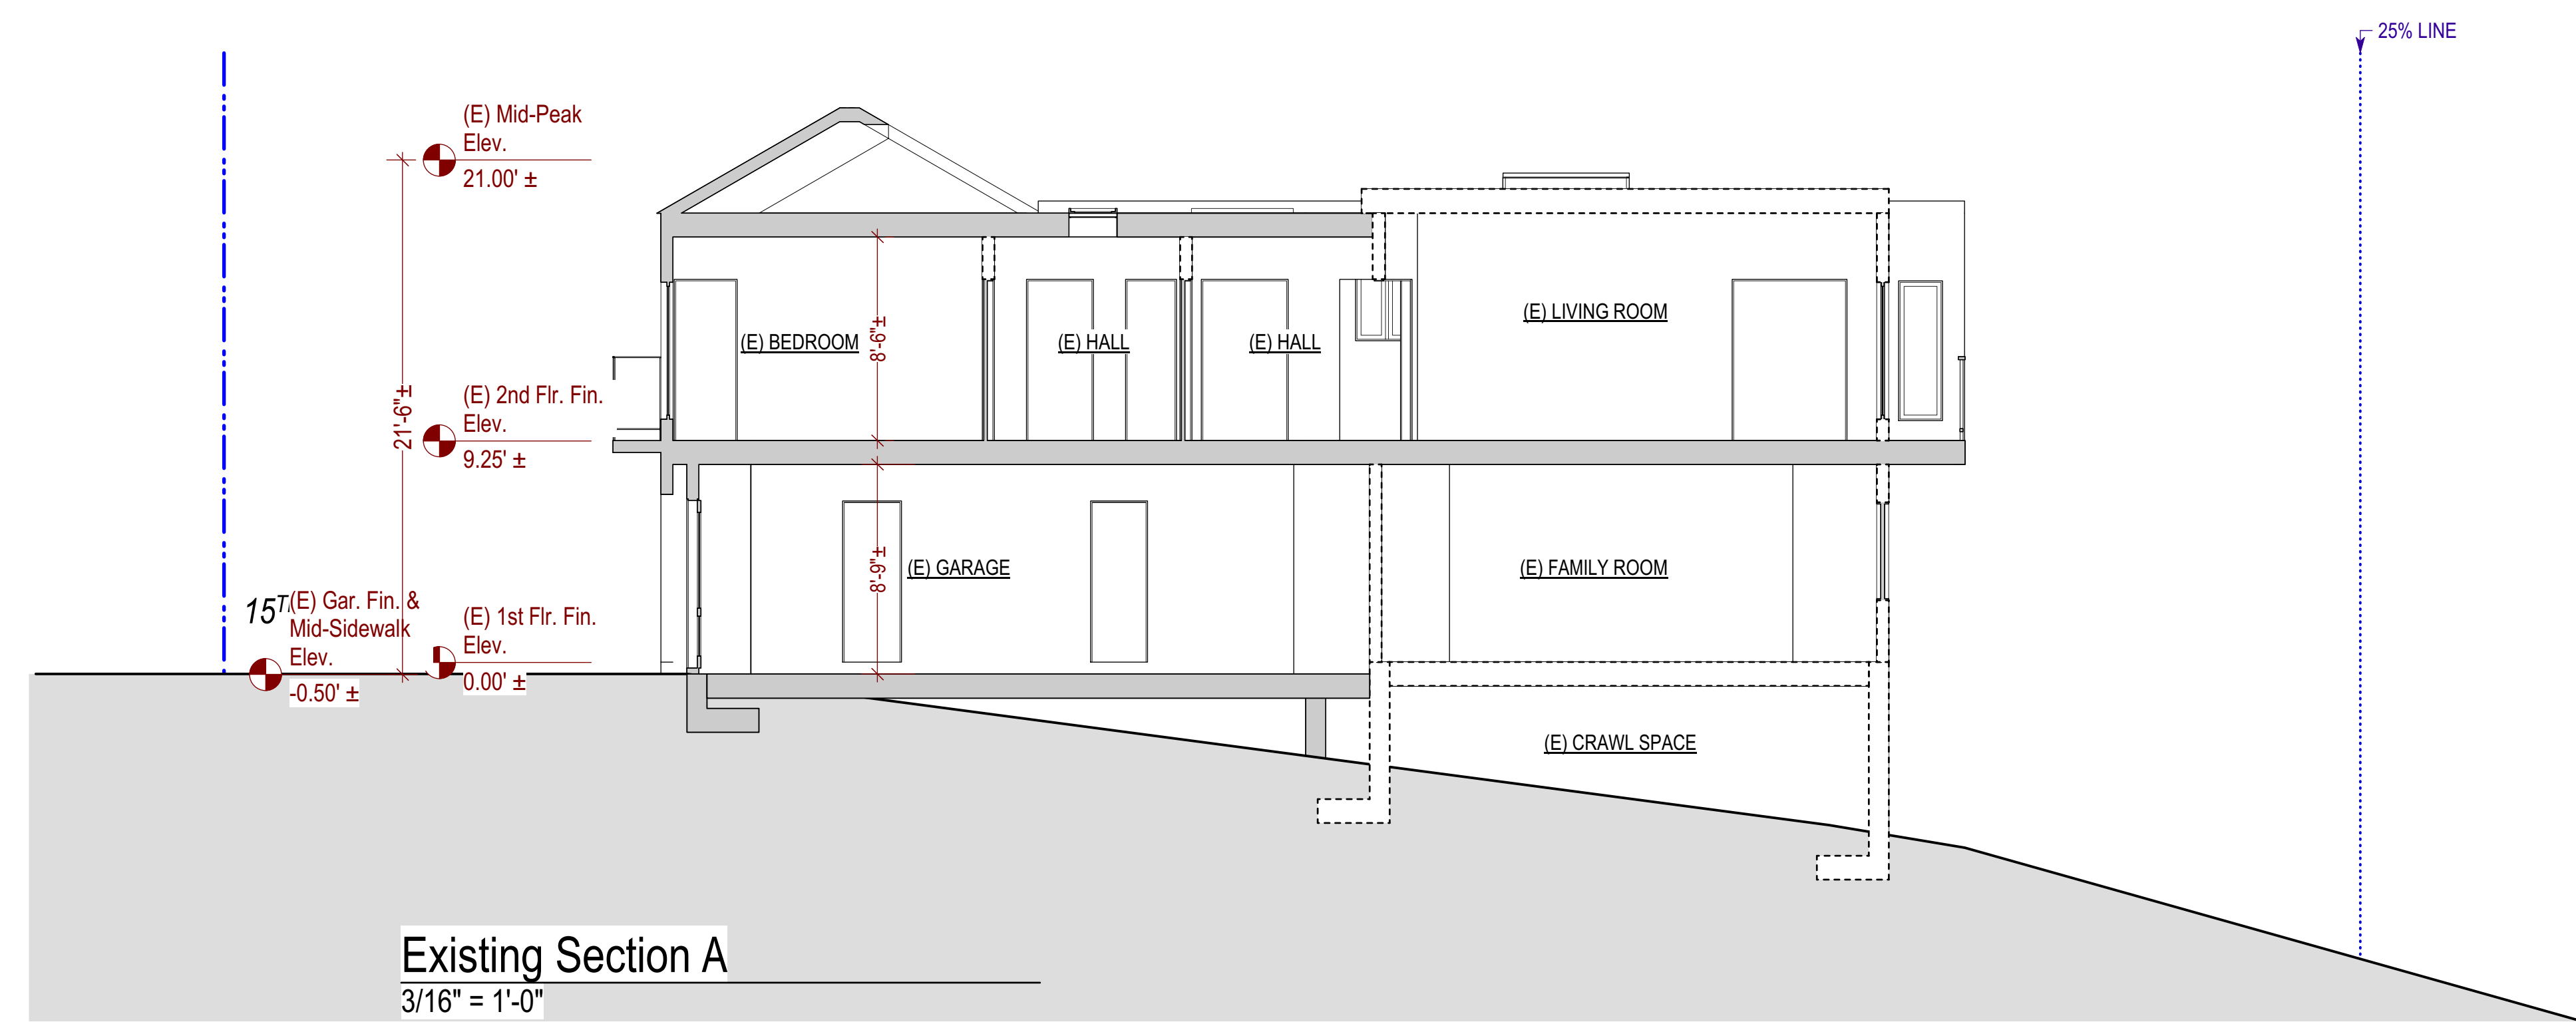 25% LINE
(E) Mid-Peak
Elev.
21.00' ±
(E) BEDROOM
8'-6"±
(E) HALL
(E) HALL
(E) LIVING ROOM
21'-6"±
(E) 2nd Flr. Fin.
Elev.
9.25' ±
8'-9"±
(E) GARAGE
(E) FAMILY ROOM
15
(E) Gar. Fin. &
Mid-Sidewalk
Elev.
-0.50' ±
(E) 1st Flr. Fin.
Elev.
0.00' ±
(E) CRAWL SPACE
Existing Section A
3/16" = 1'-0"